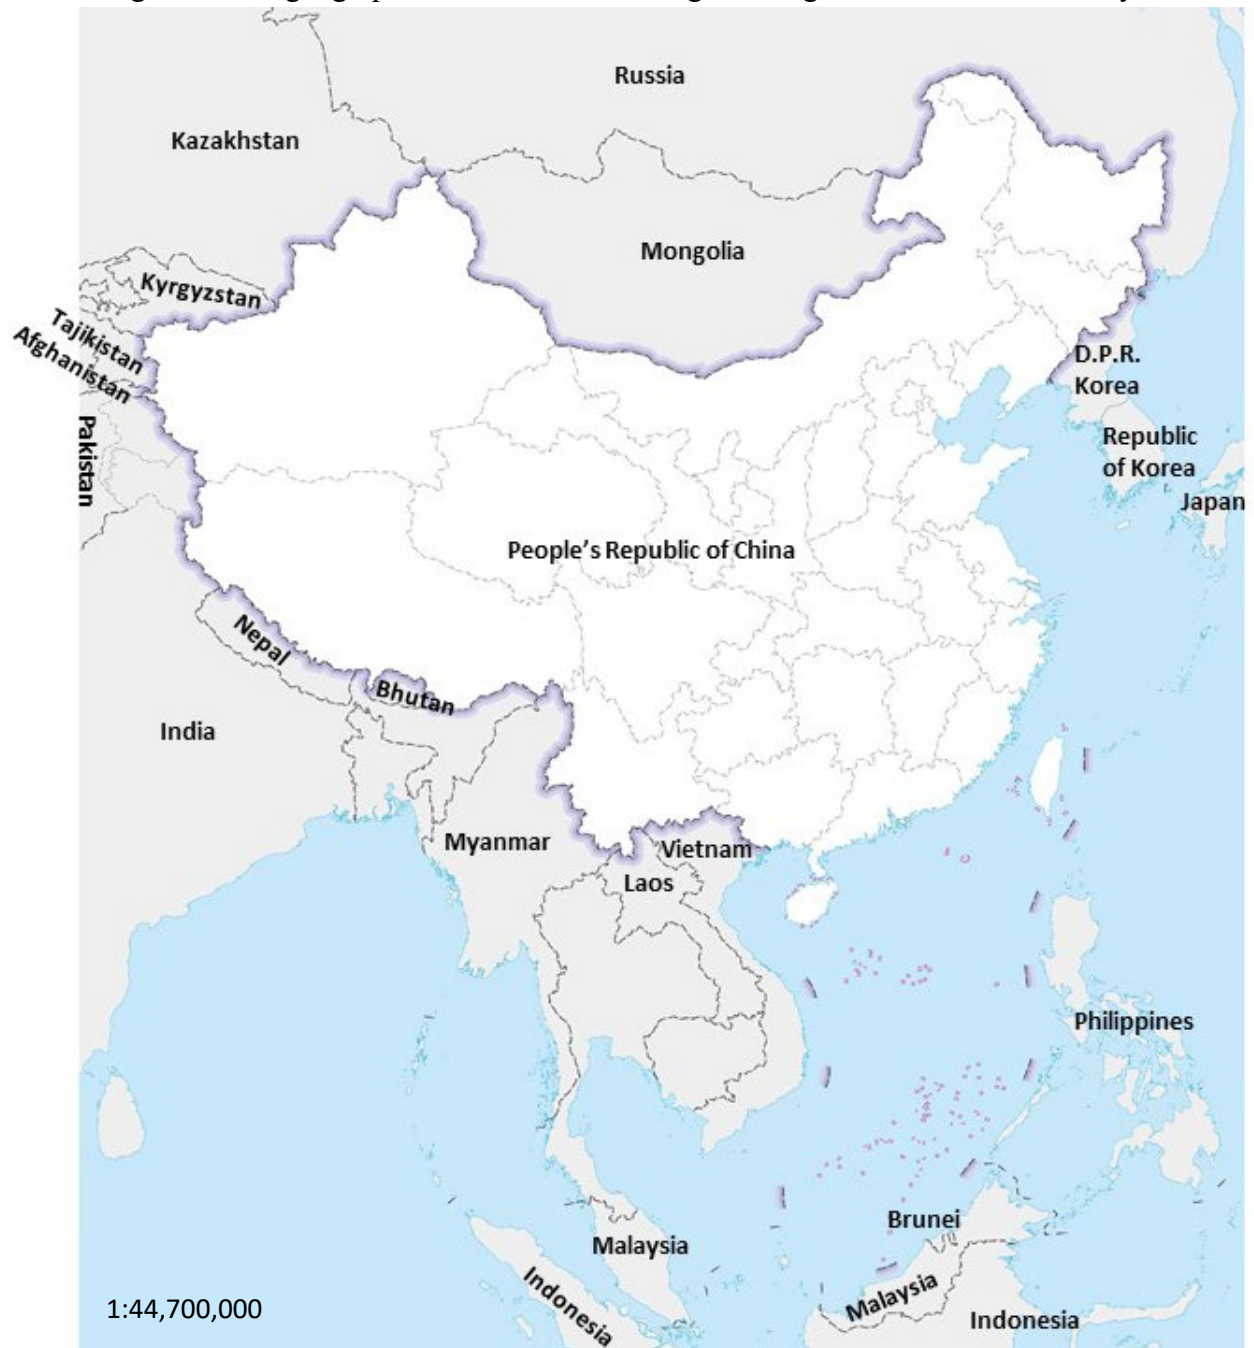 Russia
Kazakhstan
Mongolia
Kyrgyzstan
Tajikistan
Afghanistan
D.P.R.
Korea
Pakistan
Republic
of Korea
Japan
People's Republic of China
Nepal
Bhutan
India
Myanmar
Vietnam
Laos
Philippines
Brunei
Malaysia
Malaysia
Indonesia
Indonesia
1:44,700,000